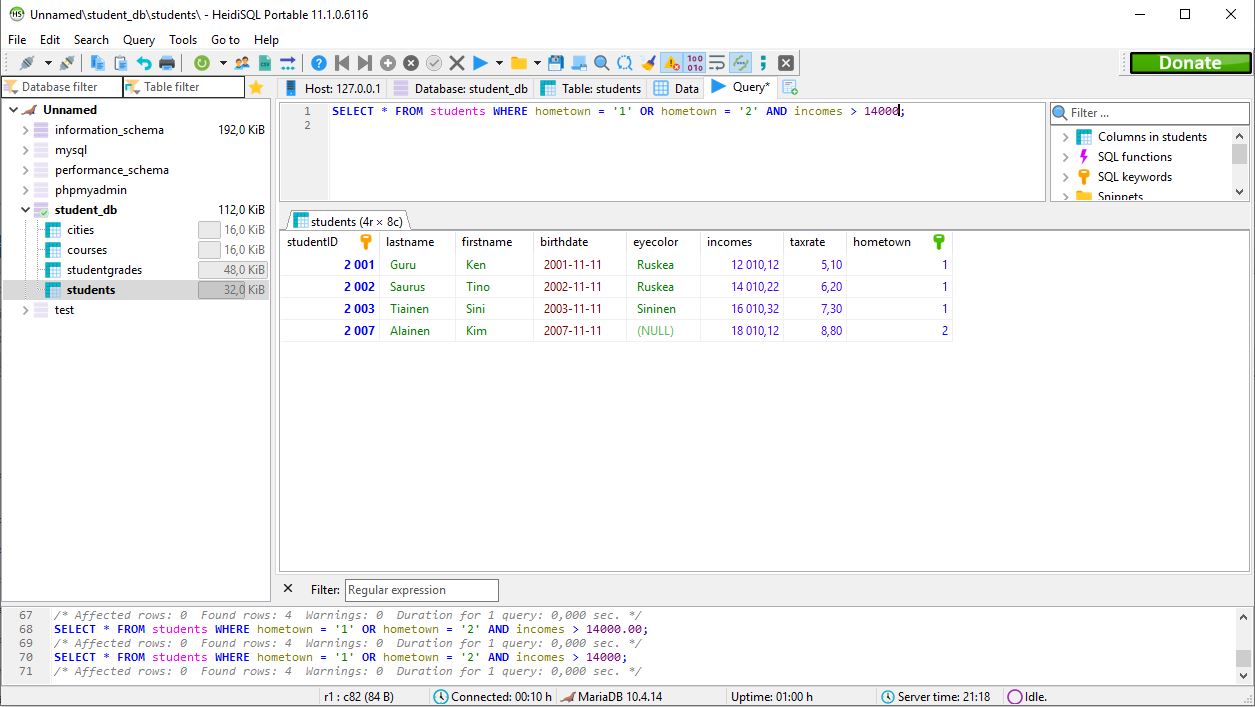 Unnamed\student_db\students\ - HeidiSQL Portable 11.1.0.6116
File Edit Search Query Tools Go to Help
Donate
Database filter Table filter
Host: 127.0.0.1 Database: student_db Table: students Data Query*
Unnamed
information_schema 192,0 KiB
mysql
performance_schema
phpmyadmin
student_db 112,0 KiB
cities 16,0 KiB
courses 16,0 KiB
studentgrades 48,0 KiB
students 32,0 KiB
test
1 SELECT * FROM students WHERE hometown = '1' OR hometown = '2' AND incomes > 14000;
2
Filter ...
Columns in students
SQL functions
SQL keywords
Snippets
students (4r × 8c)
studentID lastname firstname birthdate eyecolor incomes taxrate hometown
2 001 Guru Ken 2001-11-11 Ruskea 12 010,12 5,10 1
2 002 Saurus Tino 2002-11-11 Ruskea 14 010,22 6,20 1
2 003 Tiainen Sini 2003-11-11 Sininen 16 010,32 7,30 1
2 007 Alainen Kim 2007-11-11 (NULL) 18 010,12 8,80 2
Filter: Regular expression
67 /* Affected rows: 0 Found rows: 4 Warnings: 0 Duration for 1 query: 0,000 sec. */
68 SELECT * FROM students WHERE hometown = '1' OR hometown = '2' AND incomes > 14000.00;
69 /* Affected rows: 0 Found rows: 4 Warnings: 0 Duration for 1 query: 0,000 sec. */
70 SELECT * FROM students WHERE hometown = '1' OR hometown = '2' AND incomes > 14000;
71 /* Affected rows: 0 Found rows: 4 Warnings: 0 Duration for 1 query: 0,000 sec. */
r1 : c82 (84 B) Connected: 00:10 h MariaDB 10.4.14 Uptime: 01:00 h Server time: 21:18 Idle.